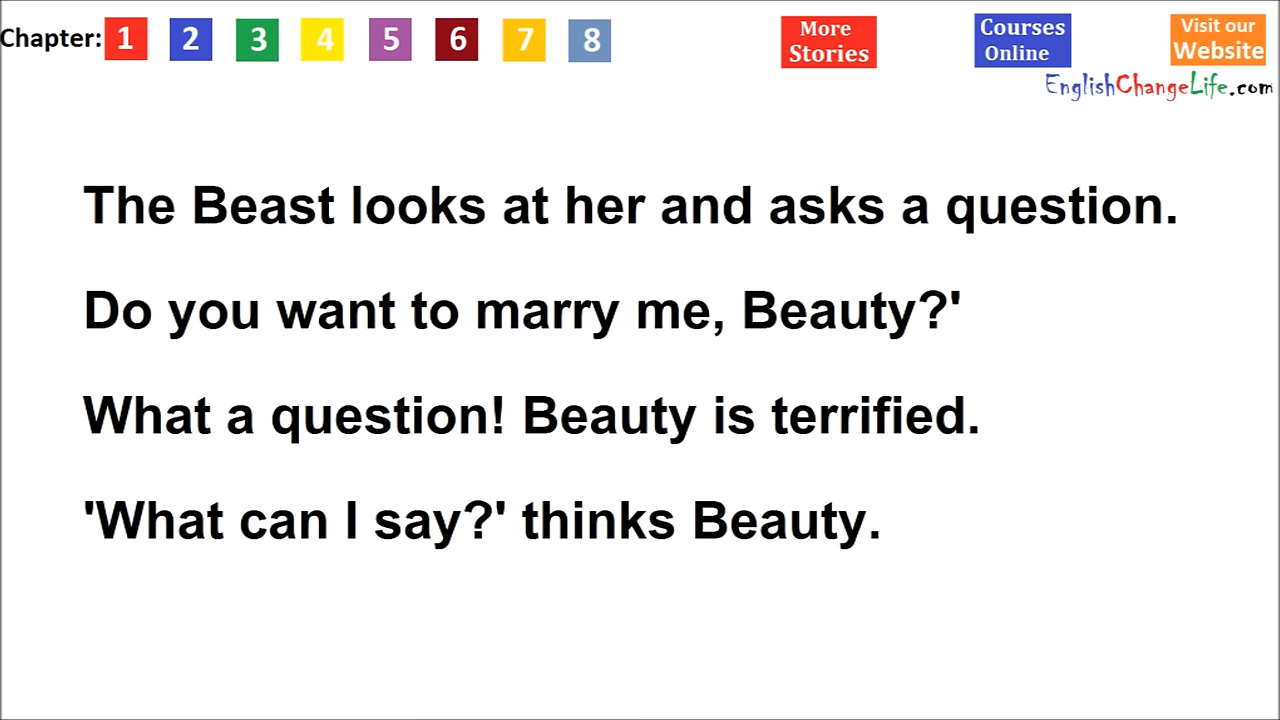 Chapter: 1 2 3 4 5 6 7 8
More Stories
Courses Online
Visit our Website
EnglishChangeLife.com
The Beast looks at her and asks a question.
Do you want to marry me, Beauty?'
What a question! Beauty is terrified.
'What can I say?' thinks Beauty.